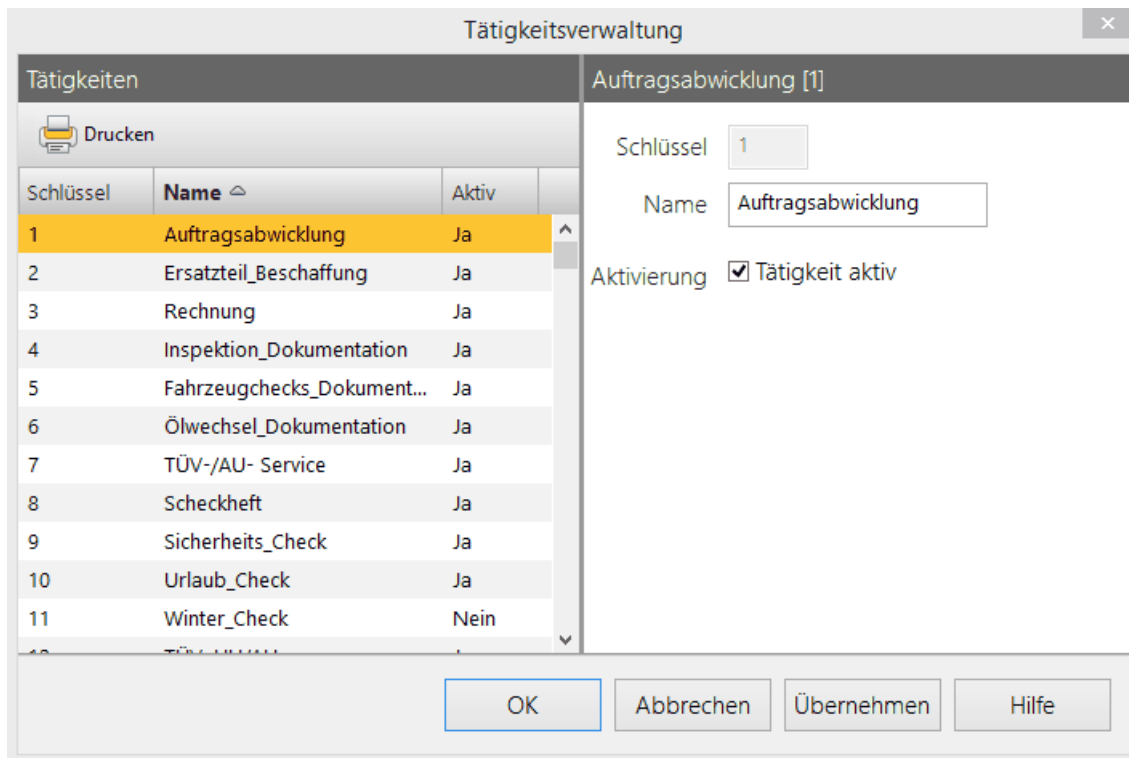 Tätigkeitsverwaltung
Tätigkeiten
Drucken
Schlüssel Name Aktiv
1 Auftragsabwicklung Ja
2 Ersatzteil_Beschaffung Ja
3 Rechnung Ja
4 Inspektion_Dokumentation Ja
5 Fahrzeugchecks_Dokument... Ja
6 Ölwechsel_Dokumentation Ja
7 TÜV-/AU- Service Ja
8 Scheckheft Ja
9 Sicherheits_Check Ja
10 Urlaub_Check Ja
11 Winter_Check Nein
Auftragsabwicklung [1]
Schlüssel 1
Name Auftragsabwicklung
Aktivierung Tätigkeit aktiv
OK Abbrechen Übernehmen Hilfe